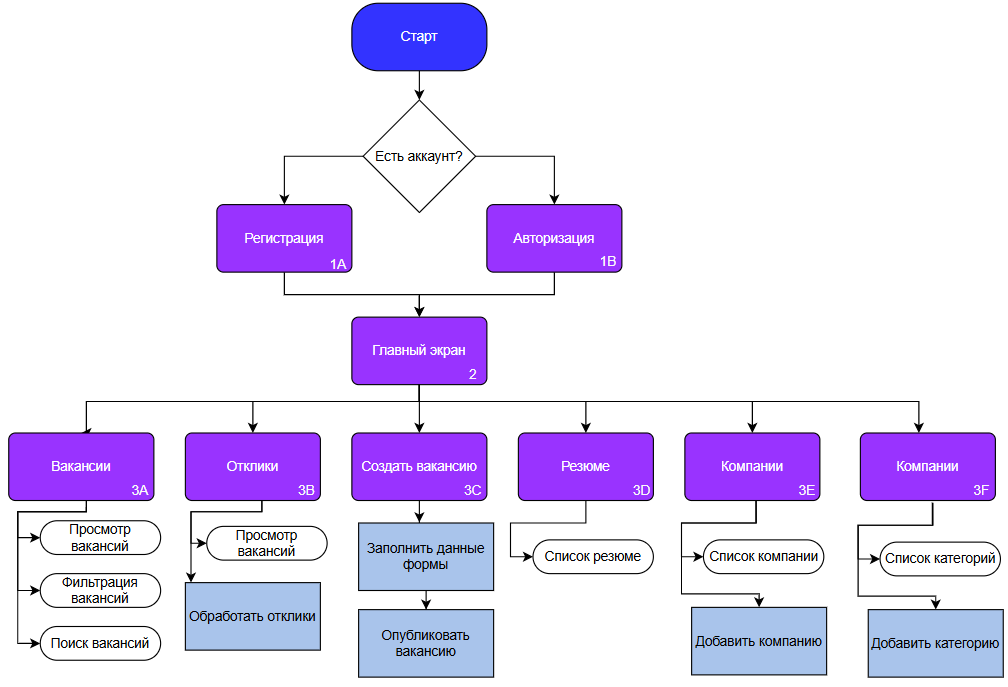 Старт
Есть аккаунт?
Регистрация
1A
Авторизация
1B
Главный экран
2
Вакансии
3A
Отклики
3B
Создать вакансию
3C
Резюме
3D
Компании
3E
Компании
3F
Просмотр
вакансий
Фильтрация
вакансий
Поиск вакансий
Просмотр
вакансий
Обработать отклики
Заполнить данные
формы
Опубликовать
вакансию
Список резюме
Список компании
Добавить компанию
Список категорий
Добавить категорию